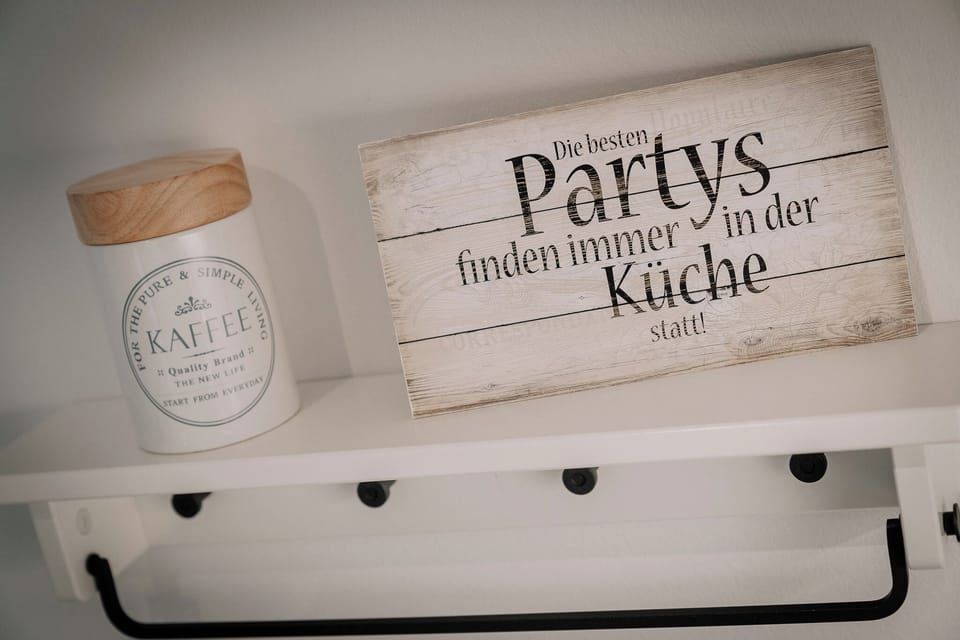 FOR THE PURE & SIMPLE LIVING
KAFFEE
Quality Brand
THE NEW LIFE
START FROM EVERYDAY
Die besten
Partys
finden immer in der
Küche
statt!